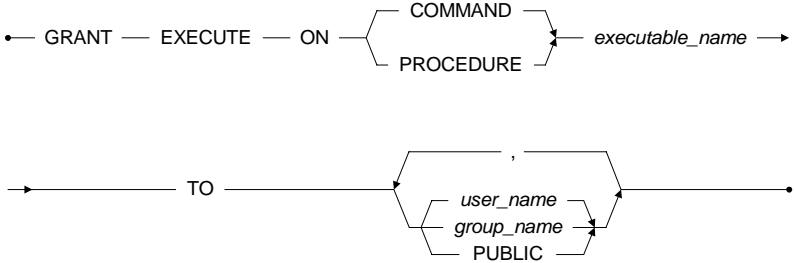 COMMAND
GRANT EXECUTE ON executable_name
PROCEDURE
,
TO
user_name
group_name
PUBLIC